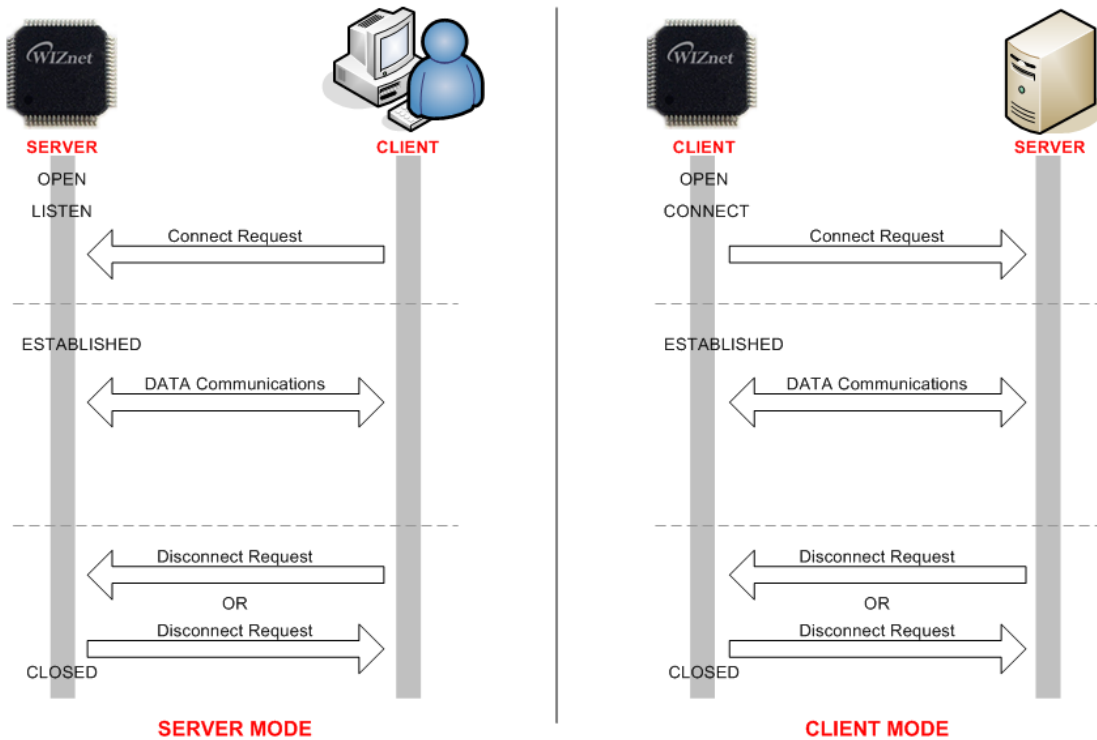 WIZnet
SERVER
CLIENT
OPEN
LISTEN
Connect Request
ESTABLISHED
DATA Communications
Disconnect Request
OR
Disconnect Request
CLOSED
SERVER MODE
WIZnet
CLIENT
SERVER
OPEN
CONNECT
Connect Request
ESTABLISHED
DATA Communications
Disconnect Request
OR
Disconnect Request
CLOSED
CLIENT MODE